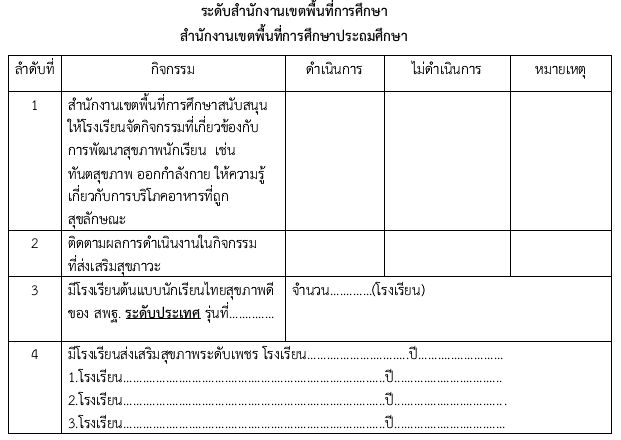 ระดับสำนักงานเขตพื้นที่การศึกษา
สำนักงานเขตพื้นที่การศึกษาประถมศึกษา
ลำดับที่ กิจกรรม ดำเนินการ ไม่ดำเนินการ หมายเหตุ
1 สำนักงานเขตพื้นที่การศึกษาสนับสนุน
ให้โรงเรียนจัดกิจกรรมที่เกี่ยวข้องกับ
การพัฒนาสุขภาพนักเรียน เช่น
ทันตสุขภาพ ออกกำลังกาย ให้ความรู้
เกี่ยวกับการบริโภคอาหารที่ถูก
สุขลักษณะ
2 ติดตามผลการดำเนินงานในกิจกรรม
ที่ส่งเสริมสุขภาวะ
3 มีโรงเรียนต้นแบบนักเรียนไทยสุขภาพดี จำนวน............(โรงเรียน)
ของ สพฐ. ระดับประเทศ รุ่นที่.............
4 มีโรงเรียนส่งเสริมสุขภาพระดับเพชร โรงเรียน...............................ปี..........................
1.โรงเรียน................................................................................ปี.................................
2.โรงเรียน................................................................................ปี..................................
3.โรงเรียน................................................................................ปี..................................